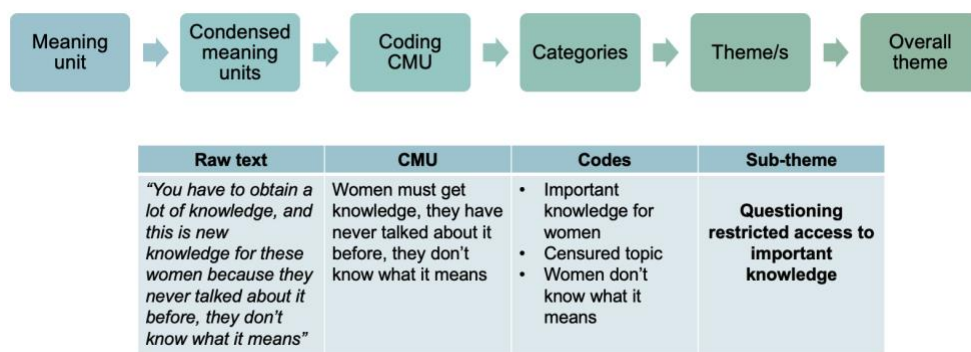 Meaning
unit
Condensed
meaning
units
Coding
CMU
Categories
Theme/s
Overall
theme
Raw text
CMU
Codes
Sub-theme
“You have to obtain
a lot of knowledge, and
this is new
knowledge for these
women because they
never talked about it
before, they don’t
know what it means”
Women must get
knowledge, they have
never talked about it
before, they don’t
know what it means
• Important
knowledge for
women
• Censured topic
• Women don’t
know what it
means
Questioning
restricted access to
important
knowledge